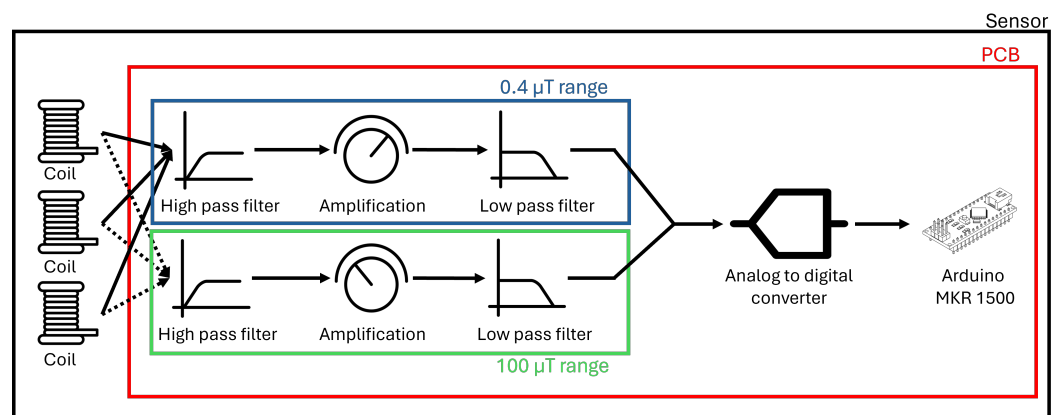 Sensor
PCB
0.4 µT range
Coil
High pass filter
Amplification
Low pass filter
Coil
Analog to digital
converter
Arduino
MKR 1500
High pass filter
Amplification
Low pass filter
Coil
100 µT range